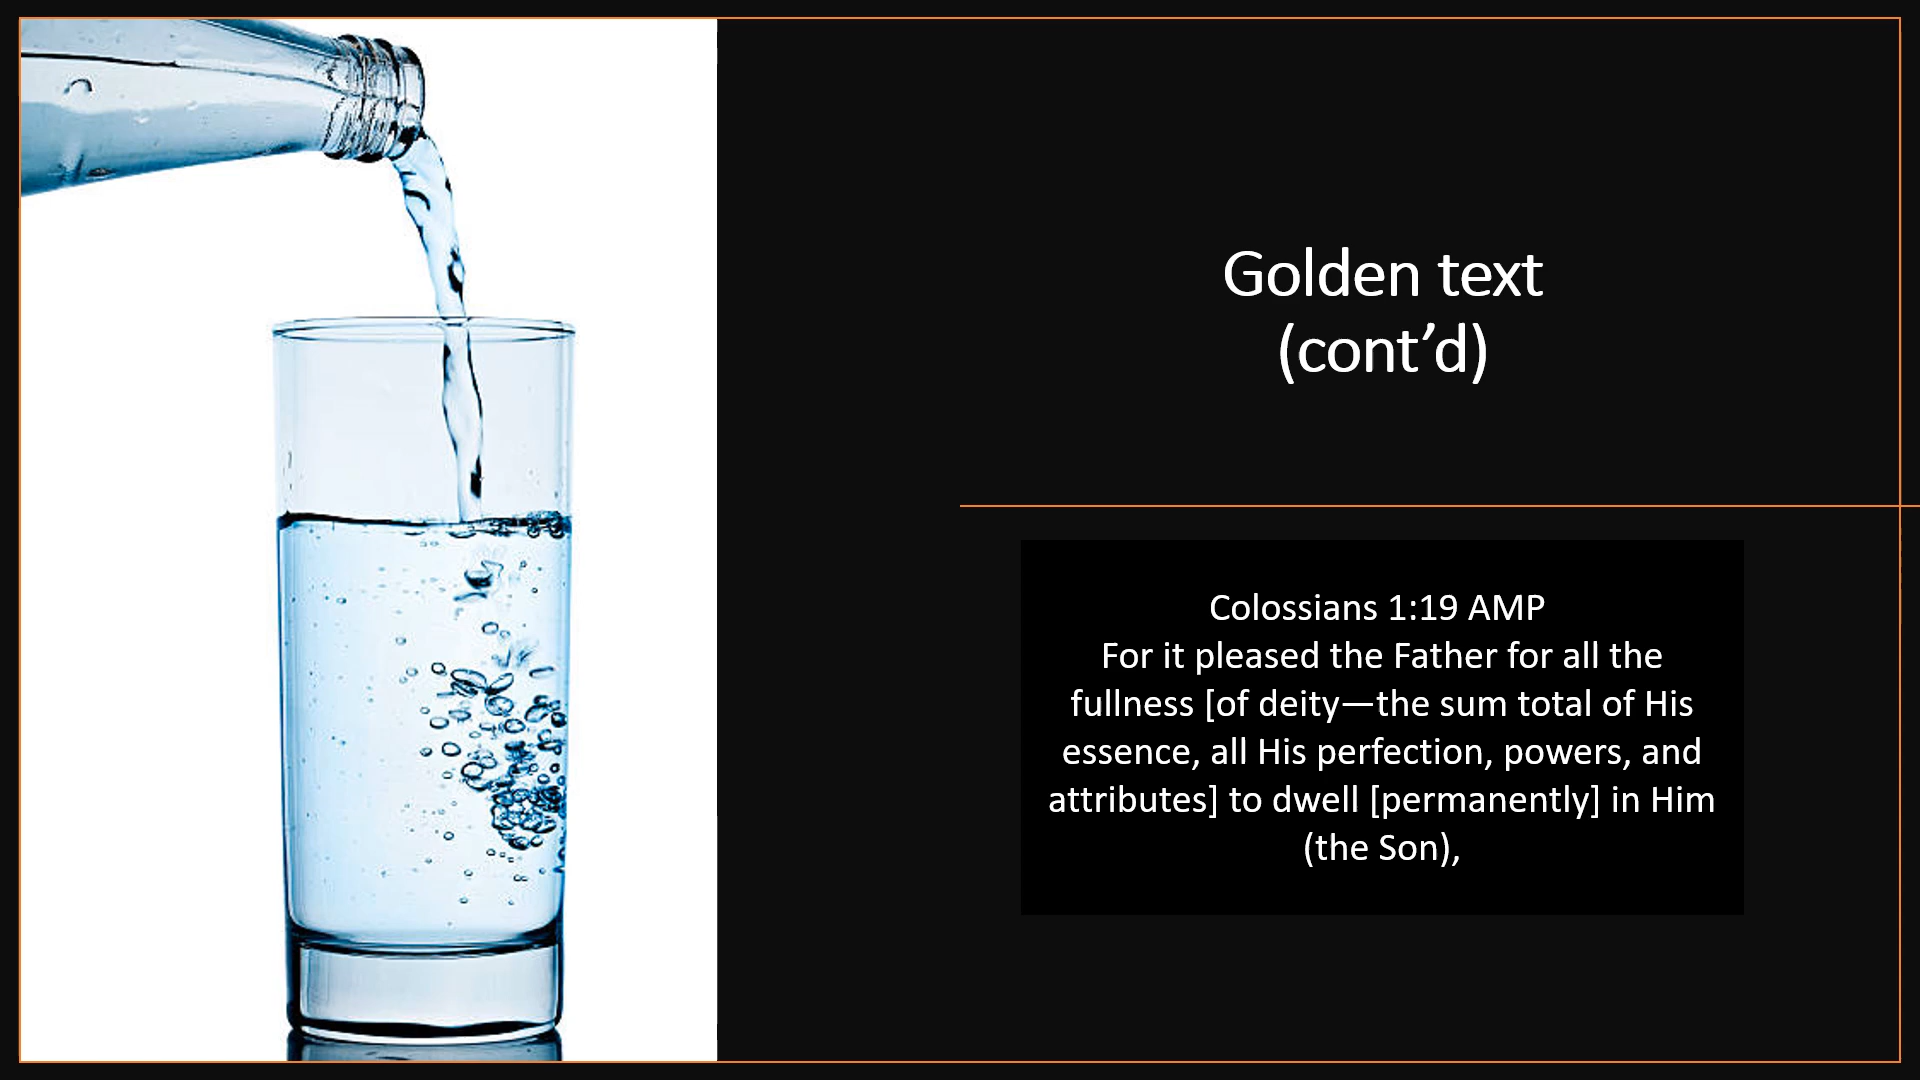 Golden text
(cont’d)
Colossians 1:19 AMP
For it pleased the Father for all the
fullness [of deity—the sum total of His
essence, all His perfection, powers, and
attributes] to dwell [permanently] in Him
(the Son),